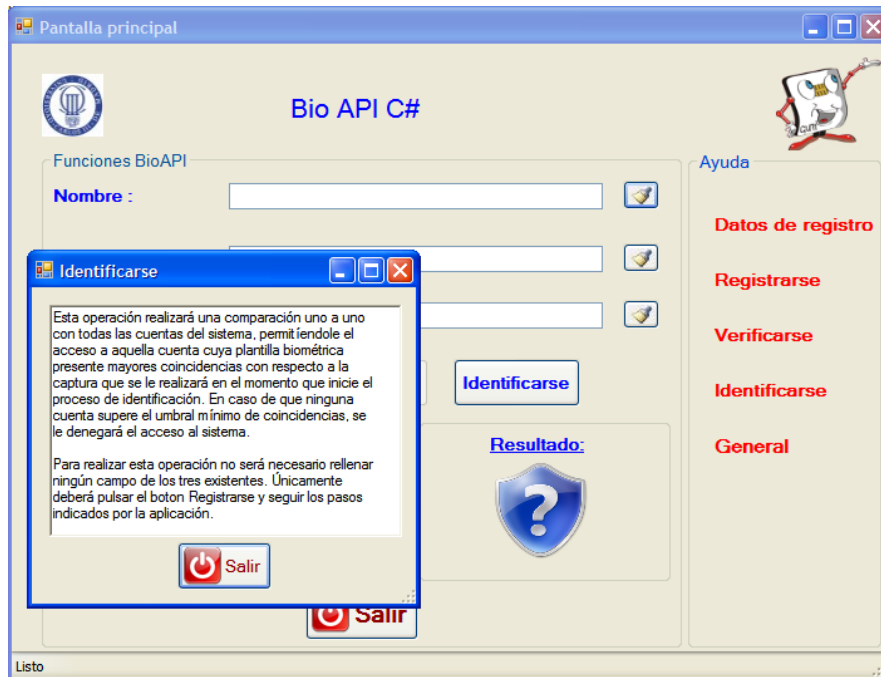 Pantalla principal
Bio API C#
Funciones BioAPI
Nombre :
Ayuda
Datos de registro
Registrarse
Verificarse
Identificarse
General
Identificarse
Esta operación realizará una comparación uno a uno
con todas las cuentas del sistema, permitíendole el
acceso a aquella cuenta cuya plantilla biométrica
presente mayores coincidencias con respecto a la
captura que se le realizará en el momento que inicie el
proceso de identificación. En caso de que ninguna
cuenta supere el umbral mínimo de coincidencias, se
le denegará el acceso al sistema.
Para realizar esta operación no será necesario rellenar
ningún campo de los tres existentes. Únicamente
deberá pulsar el boton Registrarse y seguir los pasos
indicados por la aplicación.
Salir
Identificarse
Resultado:
Salir
Listo